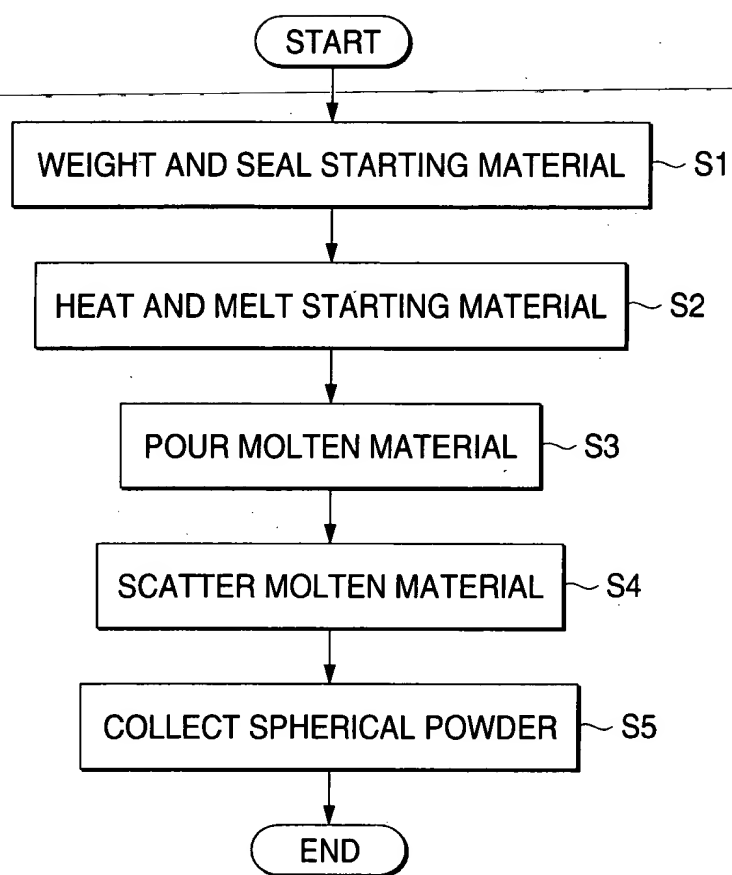 START
WEIGHT AND SEAL STARTING MATERIAL S1
HEAT AND MELT STARTING MATERIAL S2
POUR MOLTEN MATERIAL S3
SCATTER MOLTEN MATERIAL S4
COLLECT SPHERICAL POWDER S5
END